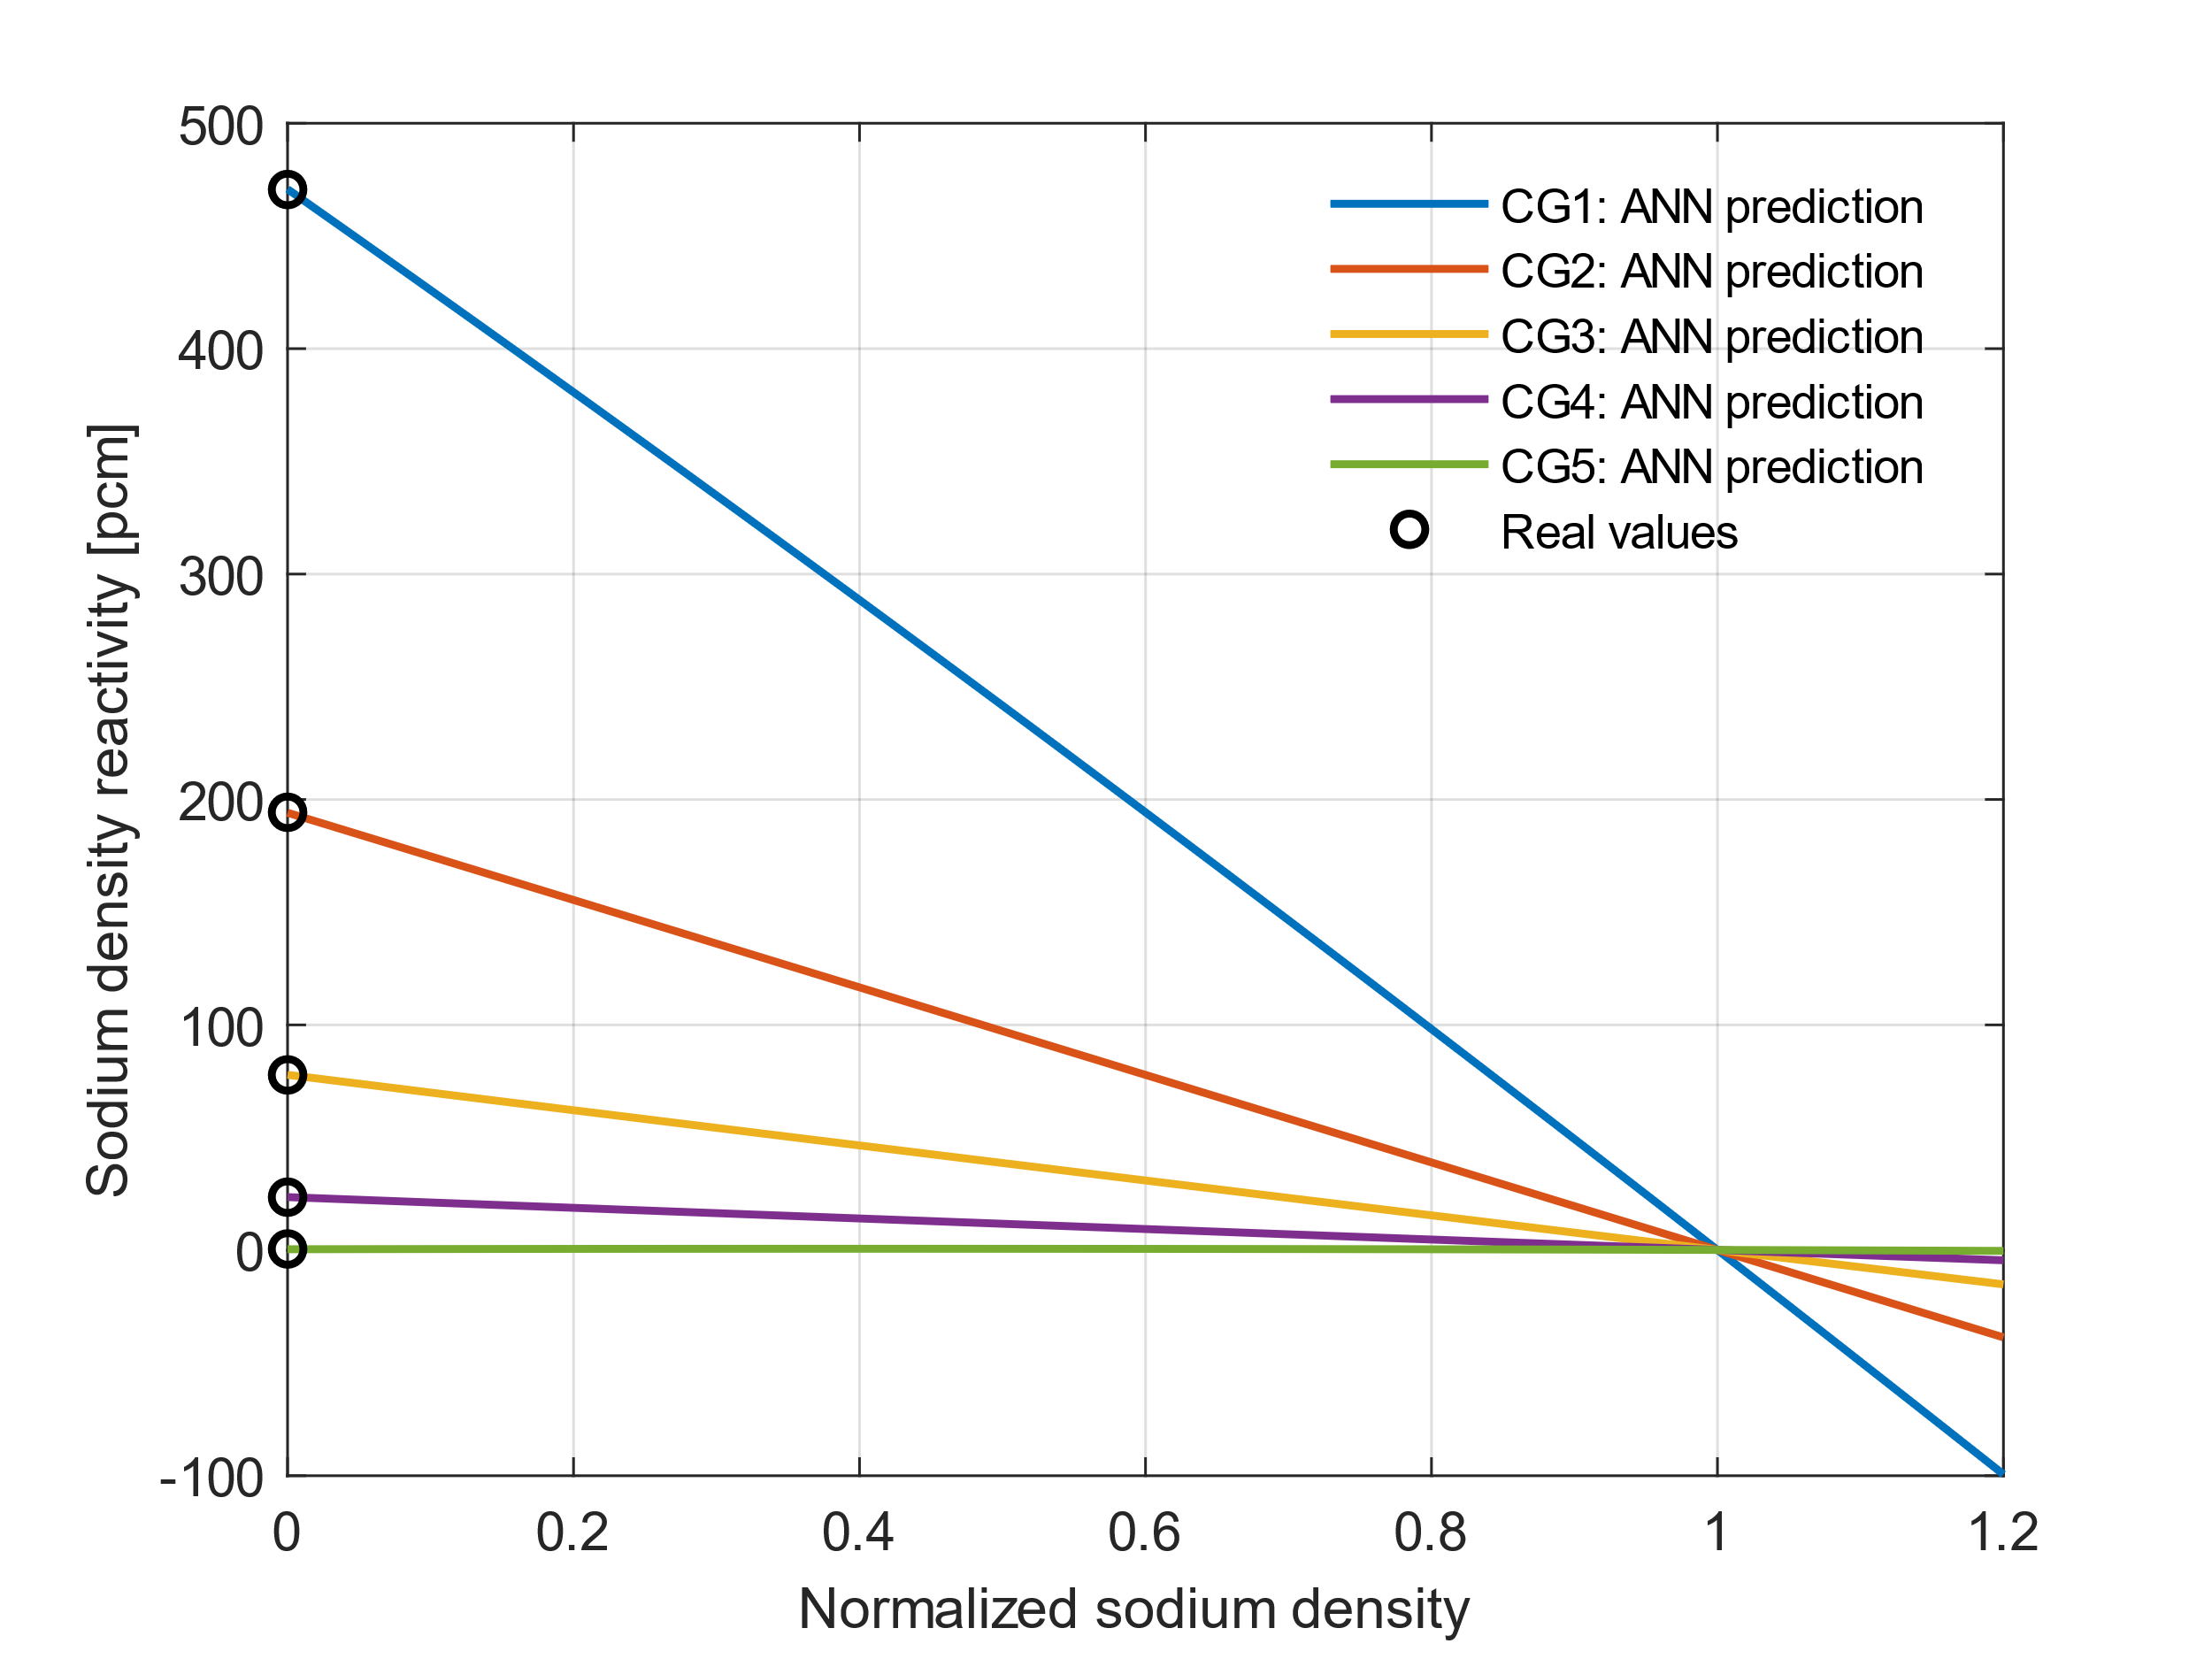 500
400
300
200
100
0
-100
0 0.2 0.4 0.6 0.8 1 1.2
Normalized sodium density
Sodium density reactivity [pcm]
CG1: ANN prediction
CG2: ANN prediction
CG3: ANN prediction
CG4: ANN prediction
CG5: ANN prediction
Real values